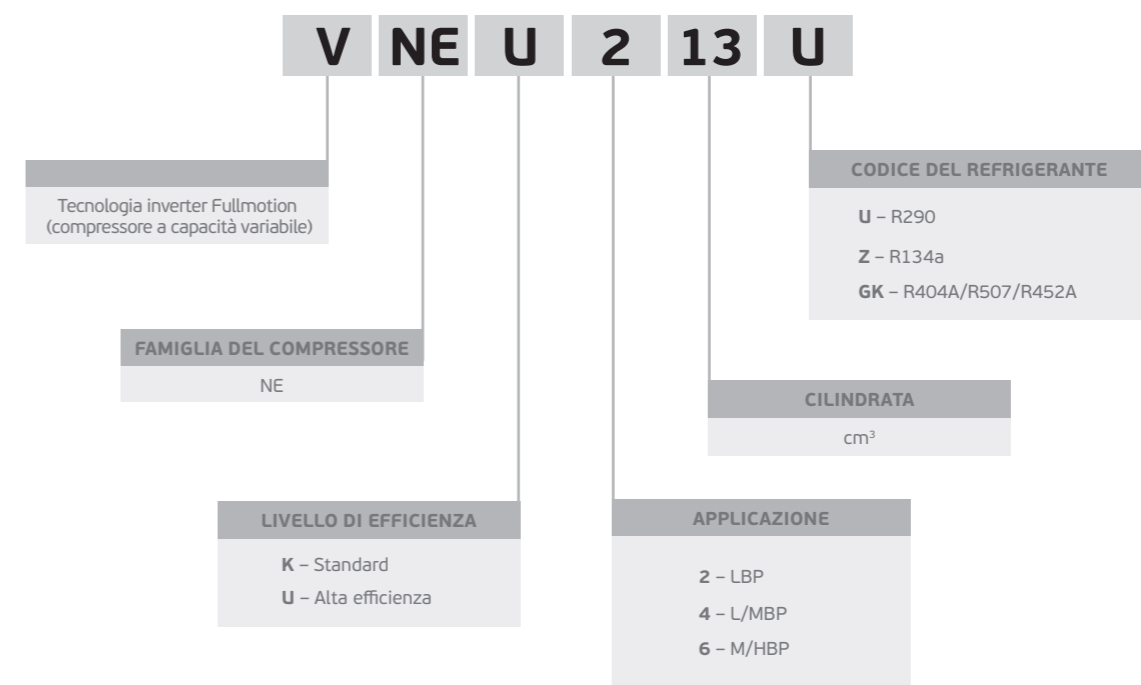 V NE U 2 13 U
Tecnologia inverter Fullmotion
(compressore a capacità variabile)
CODICE DEL REFRIGERANTE
U – R290
Z – R134a
GK – R404A/R507/R452A
FAMIGLIA DEL COMPRESSORE
NE
CILINDRATA
cm³
LIVELLO DI EFFICIENZA
K – Standard
U – Alta efficienza
APPLICAZIONE
2 – LBP
4 – L/MBP
6 – M/HBP